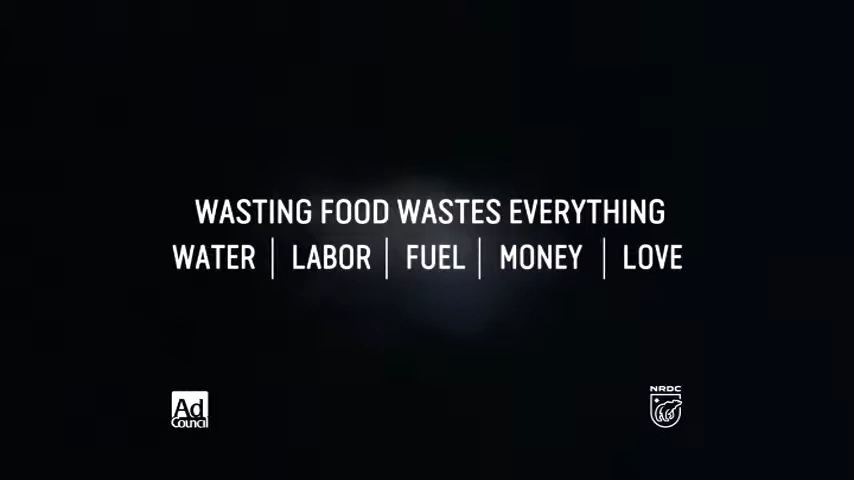 WASTING FOOD WASTES EVERYTHING
WATER | LABOR | FUEL | MONEY | LOVE
Ad
Council
NRDC